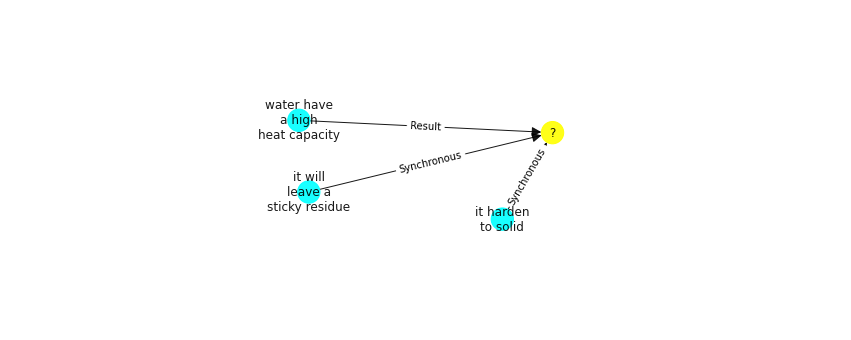 water have
a high
heat capacity
Result
?
Synchronous
it will
leave a
sticky residue
Synchronous
it harden
to solid